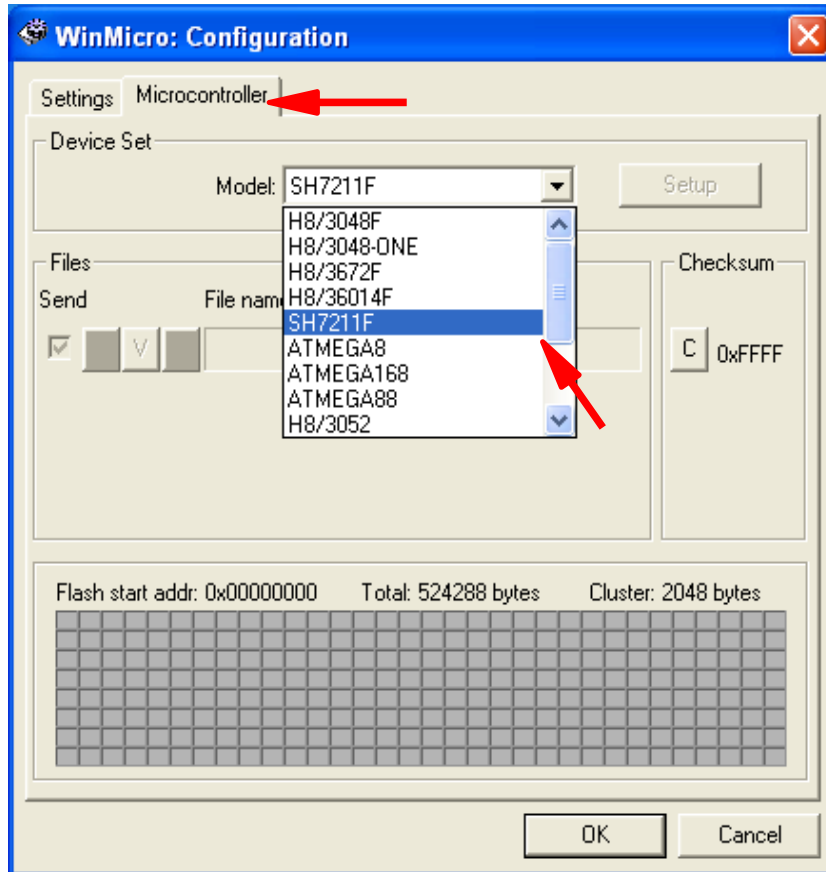 WinMicro: Configuration
Settings Microcontroller
Device Set
Model: SH7211F Setup
H8/3048F
H8/3048-ONE
H8/3672F
H8/36014F
SH7211F
ATMEGA8
ATMEGA168
ATMEGA88
H8/3052
Files
Send File name
V
Checksum
C 0xFFFF
Flash start addr: 0x00000000 Total: 524288 bytes Cluster: 2048 bytes
OK Cancel